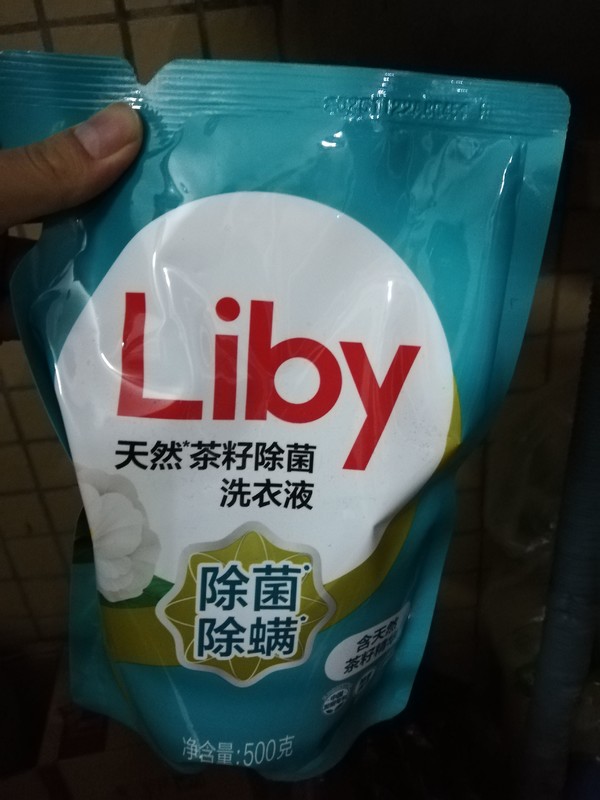 Liby
天然*茶籽除菌
洗衣液
除菌*
除螨*
含天然
茶籽
净含量:500克